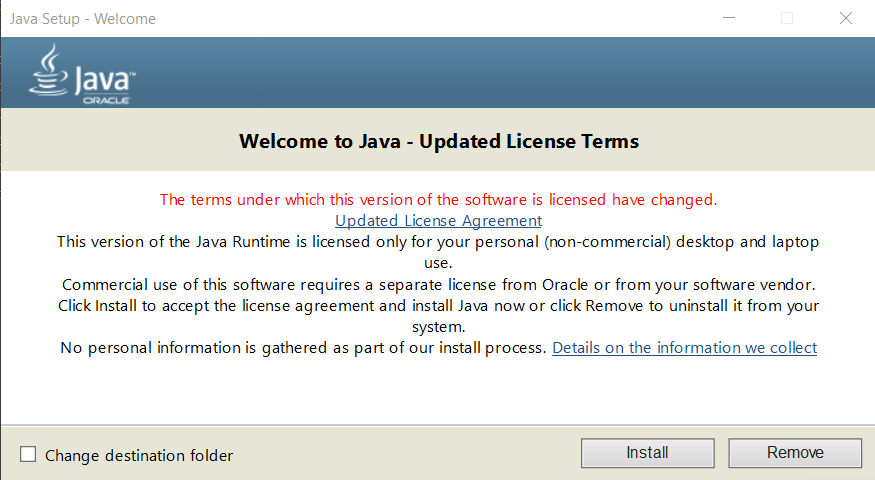 Java Setup - Welcome
Java™
ORACLE
Welcome to Java - Updated License Terms
The terms under which this version of the software is licensed have changed.
Updated License Agreement
This version of the Java Runtime is licensed only for your personal (non-commercial) desktop and laptop
use.
Commercial use of this software requires a separate license from Oracle or from your software vendor.
Click Install to accept the license agreement and install Java now or click Remove to uninstall it from your
system.
No personal information is gathered as part of our install process. Details on the information we collect
Change destination folder
Install
Remove